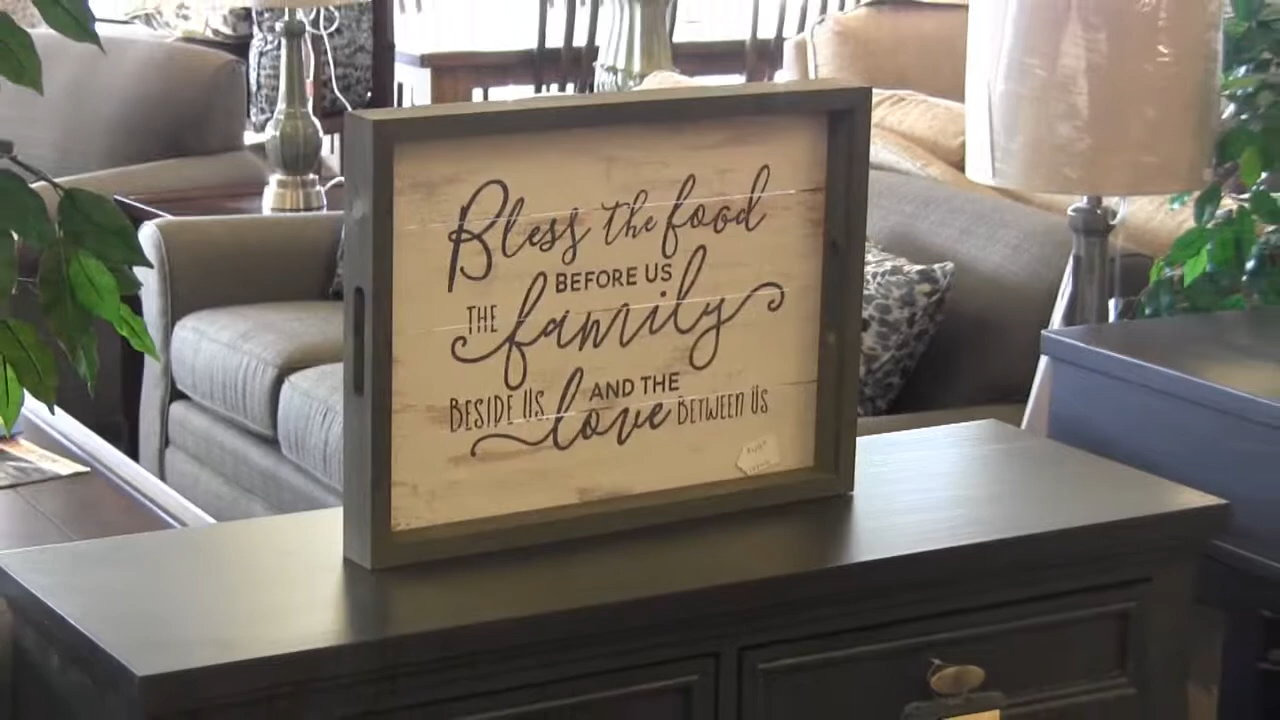 Bless the food
BEFORE US
THE family
BESIDE US AND THE
love BETWEEN US